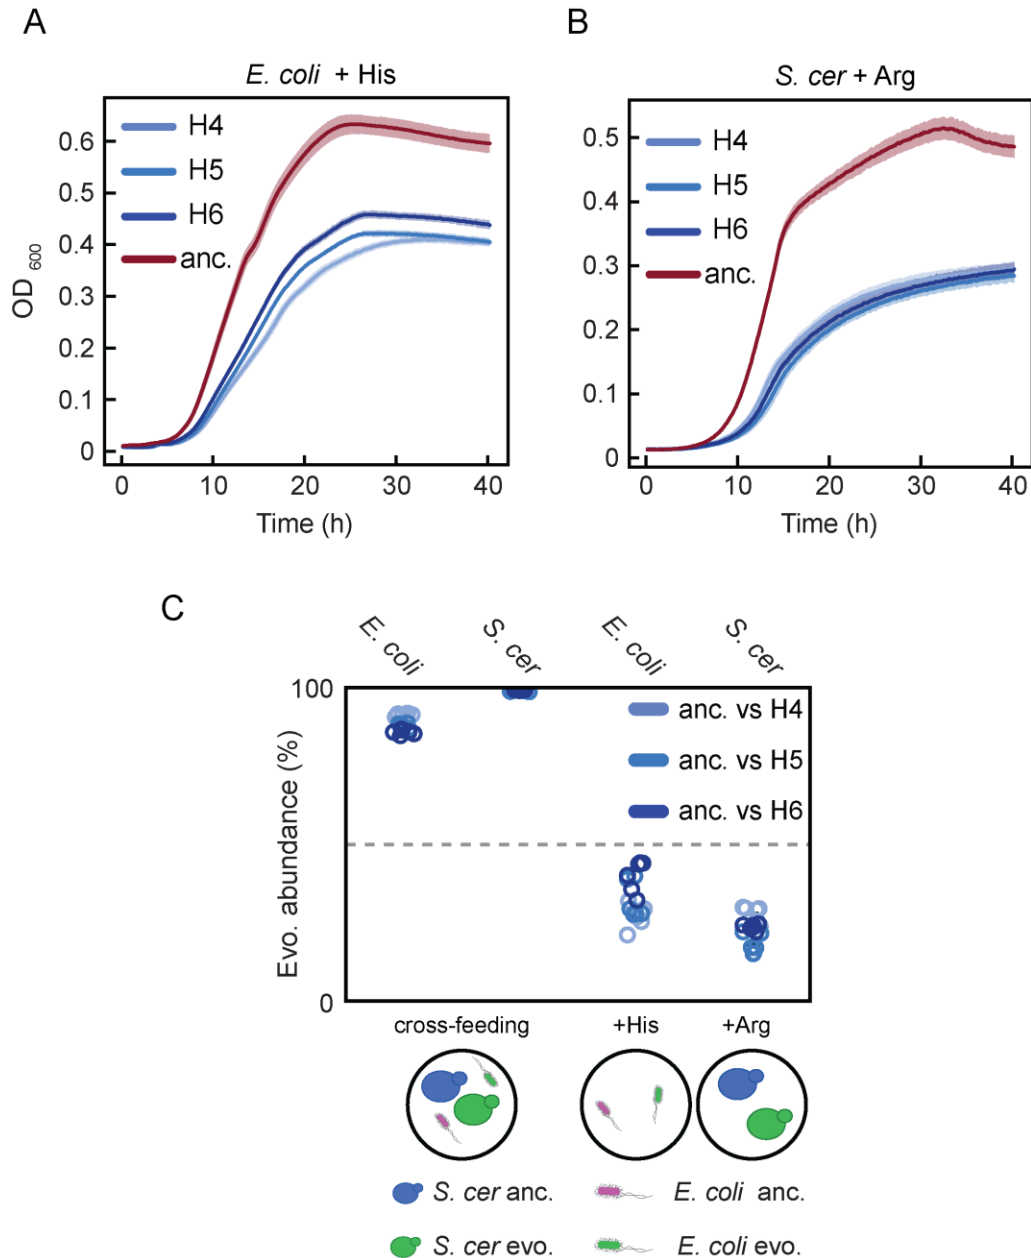 A
E. coli + His
OD 600
0.6
0.5
0.4
0.3
0.2
0.1
0
H4
H5
H6
anc.
0 10 20 30 40
Time (h)
B
S. cer + Arg
0.5
0.4
0.3
0.2
0.1
0
H4
H5
H6
anc.
0 10 20 30 40
Time (h)
C
E. coli S. cer E. coli S. cer
Evo. abundance (%)
100
0
anc. vs H4
anc. vs H5
anc. vs H6
cross-feeding +His +Arg
S. cer anc. E. coli anc.
S. cer evo. E. coli evo.